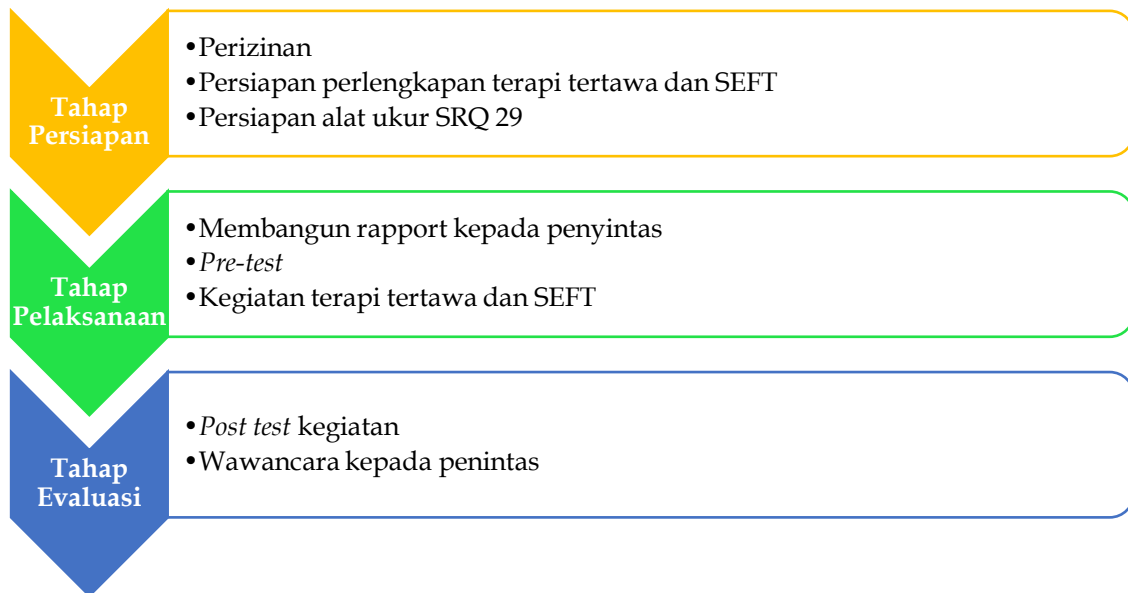 Tahap
Persiapan
•Perizinan
•Persiapan perlengkapan terapi tertawa dan SEFT
•Persiapan alat ukur SRQ 29
Tahap
Pelaksanaan
•Membangun rapport kepada penyintas
•Pre-test
•Kegiatan terapi tertawa dan SEFT
Tahap
Evaluasi
•Post test kegiatan
•Wawancara kepada penintas